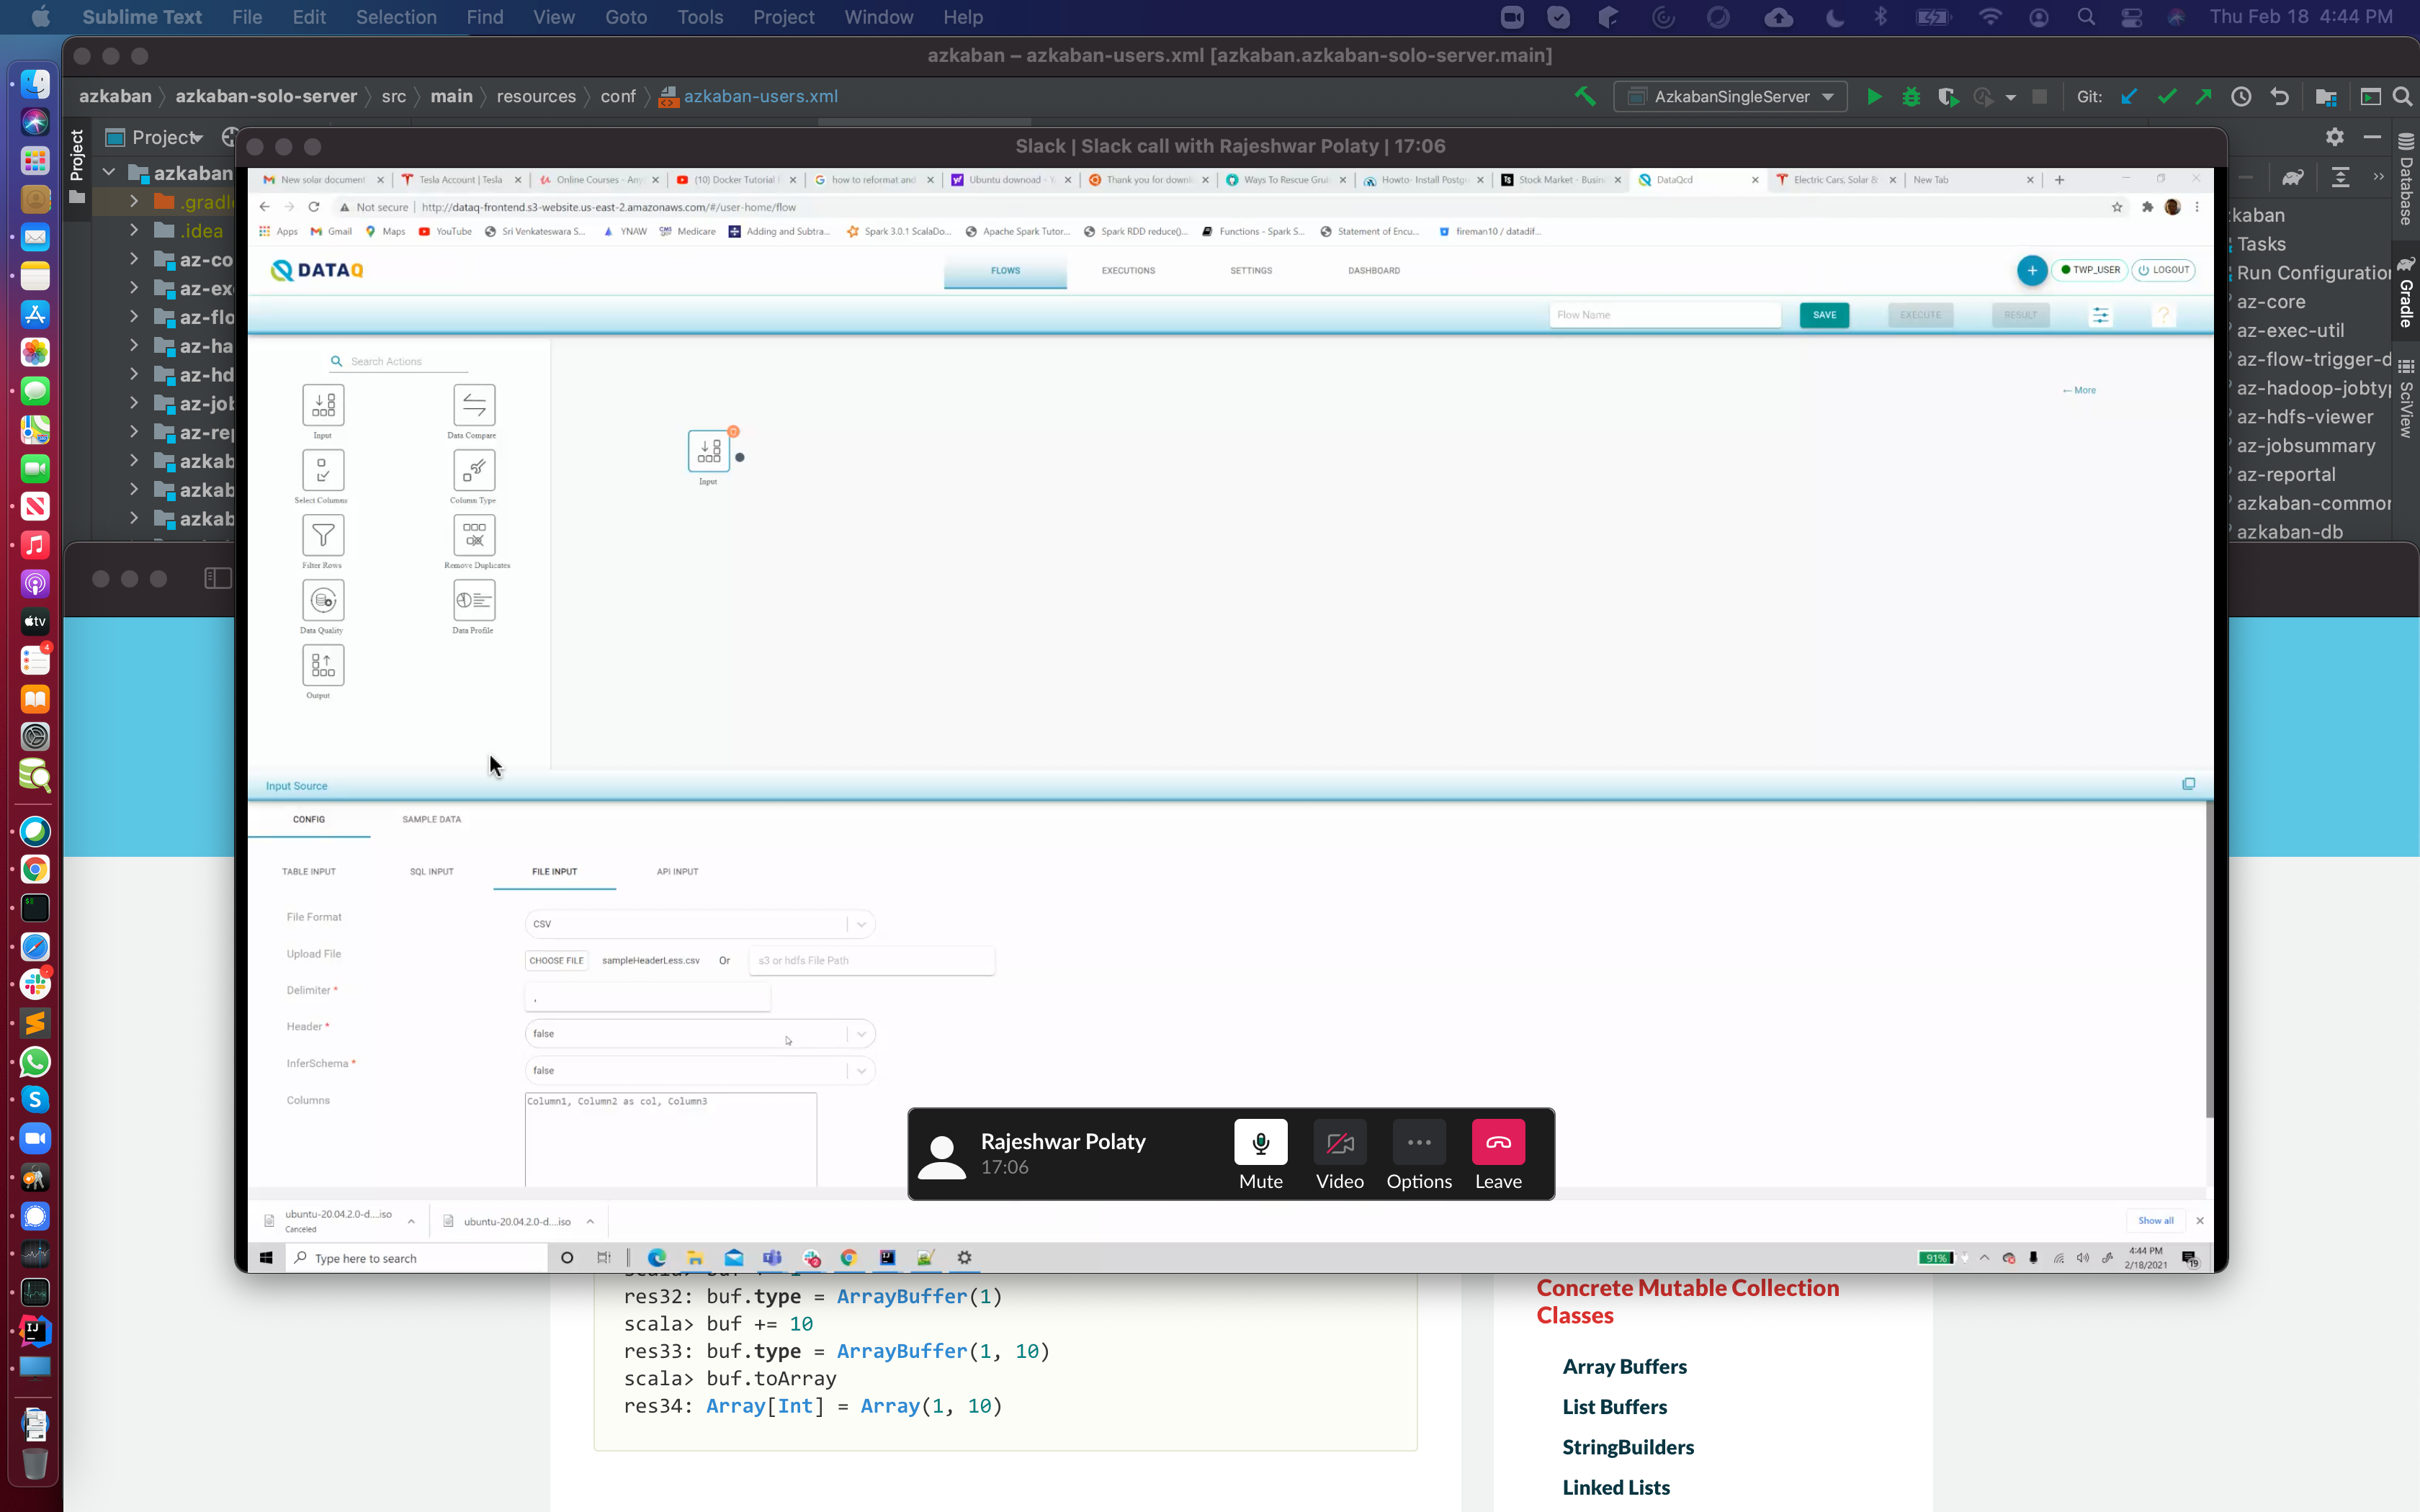 Sublime Text File Edit Selection Find View Goto Tools Project Window Help
Thu Feb 18 4:44 PM
azkaban – azkaban-users.xml [azkaban.azkaban-solo-server.main]
azkaban azkaban-solo-server src main resources conf azkaban-users.xml
AzkabanSingleServer
Git:
Project
Project
azkaban
.gradl
.idea
az-co
az-ex
az-flo
az-ha
az-hd
az-jol
az-re
azkab
azkab
azkab
Slack | Slack call with Rajeshwar Polaty | 17:06
New solar document
Tesla Account | Tesla
Online Courses - Any
(10) Docker Tutorial
how to reformat and
Ubuntu downoad -
Thank you for downl
Ways To Rescue Grub
Howto- Install Postg
Stock Market - Busin
DataQcd
Electric Cars, Solar &
New Tab
Not secure | http://dataq-frontend.s3-website.us-east-2.amazonaws.com/#/user-home/flow
Apps Gmail Maps YouTube Sri Venkateswara S... YNAW Medicare Adding and Subtra... Spark 3.0.1 ScalaDo... Apache Spark Tutor... Spark RDD reduce()... Functions - Spark S... Statement of Encu... fireman10 / datadif...
DATAQ
FLOWS EXECUTIONS SETTINGS DASHBOARD
+ TWP_USER LOGOUT
Flow Name SAVE EXECUTE RESULT ?
Search Actions
Input
Data Compare
Select Columns
Column Type
Filter Rows
Remove Duplicates
Data Quality
Data Profile
Output
Input
← More
Input Source
CONFIG SAMPLE DATA
TABLE INPUT SQL INPUT FILE INPUT API INPUT
File Format CSV
Upload File CHOOSE FILE sampleHeaderLess.csv Or s3 or hdfs File Path
Delimiter * ,
Header * false
InferSchema * false
Columns Column1, Column2 as col, Column3
Rajeshwar Polaty
17:06
Mute Video Options Leave
ubuntu-20.04.2.0-d....iso
Canceled
ubuntu-20.04.2.0-d....iso
Show all
Type here to search
91%
4:44 PM
2/18/2021
19
kaban
Tasks
Run Configuratio
az-core
az-exec-util
az-flow-trigger-d
az-hadoop-jobty
az-hdfs-viewer
az-jobsummary
az-reportal
azkaban-commo
azkaban-db
Database
Gradle
SciView
tv
4
res32: buf.type = ArrayBuffer(1)
scala> buf += 10
res33: buf.type = ArrayBuffer(1, 10)
scala> buf.toArray
res34: Array[Int] = Array(1, 10)
Concrete Mutable Collection
Classes
Array Buffers
List Buffers
StringBuilders
Linked Lists